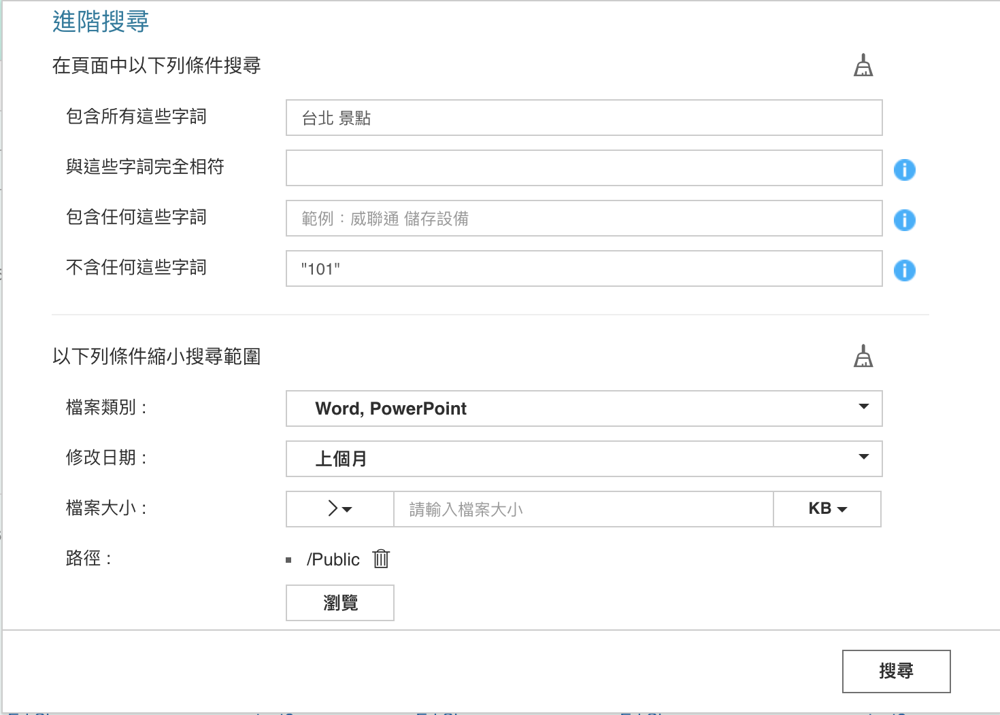 進階搜尋
在頁面中以下列條件搜尋
包含所有這些字詞 台北 景點
與這些字詞完全相符
包含任何這些字詞 範例：威聯通 儲存設備
不含任何這些字詞 "101"
以下列條件縮小搜尋範圍
檔案類別： Word, PowerPoint
修改日期： 上個月
檔案大小： > 請輸入檔案大小 KB
路徑： /Public
瀏覽
搜尋